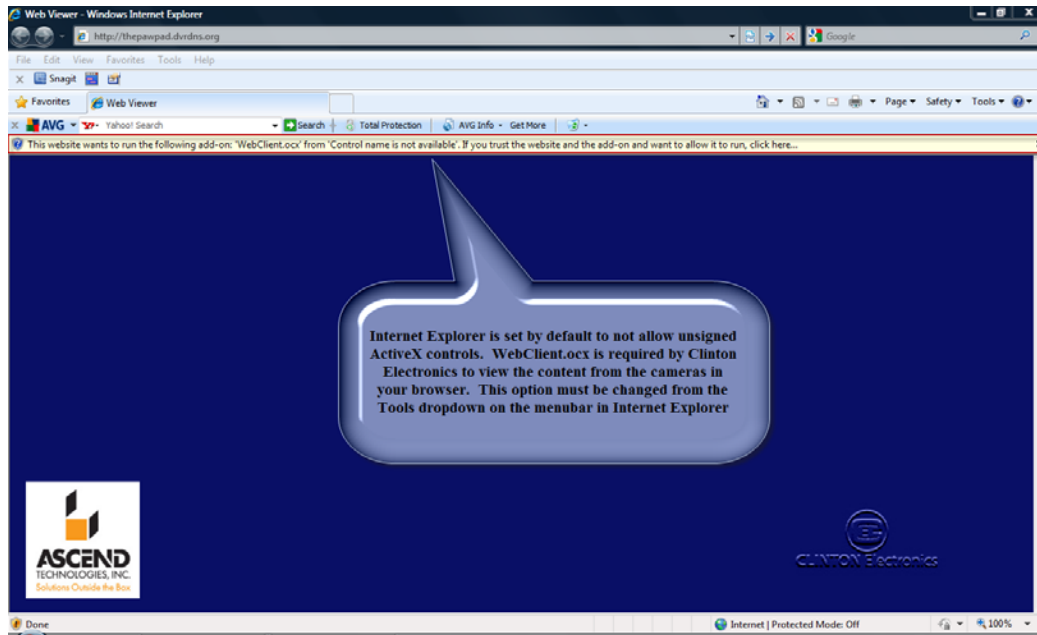 Web Viewer - Windows Internet Explorer
http://thepawpad.dvrdns.org
Google
File Edit View Favorites Tools Help
Snagit
Favorites Web Viewer Page Safety Tools
AVG Yahoo! Search Search Total Protection AVG Info Get More
This website wants to run the following add-on: 'WebClient.ocx' from 'Control name is not available'. If you trust the website and the add-on and want to allow it to run, click here...
Internet Explorer is set by default to not allow unsigned
ActiveX controls. WebClient.ocx is required by Clinton
Electronics to view the content from the cameras in
your browser. This option must be changed from the
Tools dropdown on the menubar in Internet Explorer
ASCEND
TECHNOLOGIES, INC.
Solutions Outside the Box
CLINTON Electronics
Done Internet | Protected Mode: Off 100%